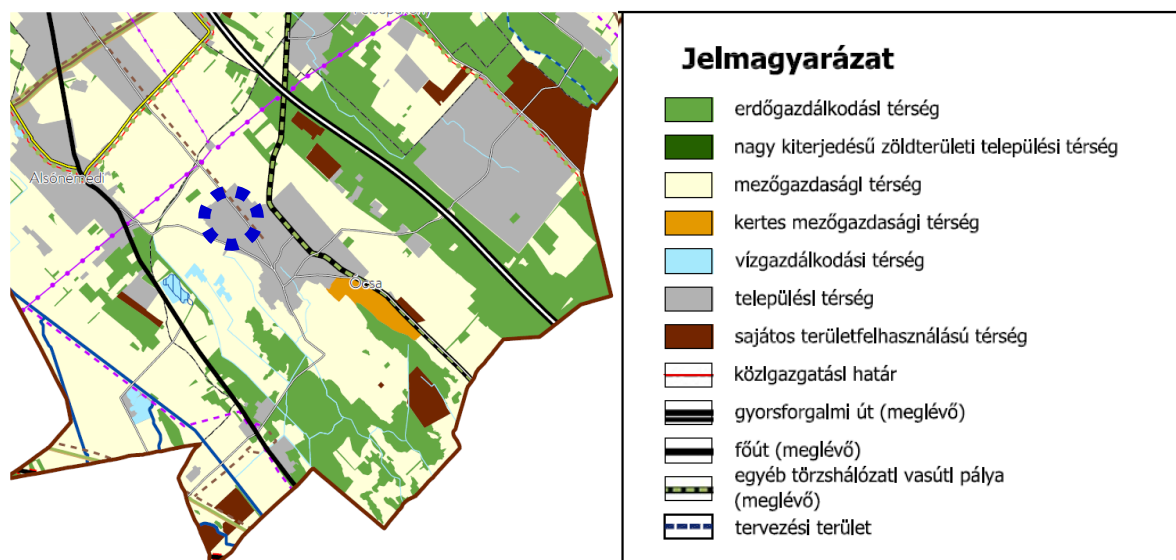 Alsónémedi
Ócsa
Jelmagyarázat
erdőgazdálkodási térség
nagy kiterjedésű zöldterületi települési térség
mezőgazdasági térség
kertes mezőgazdasági térség
vízgazdálkodási térség
települési térség
sajátos területfelhasználású térség
közigazgatási határ
gyorsforgalmi út (meglévő)
főút (meglévő)
egyéb törzshálózati vasúti pálya
(meglévő)
tervezési terület